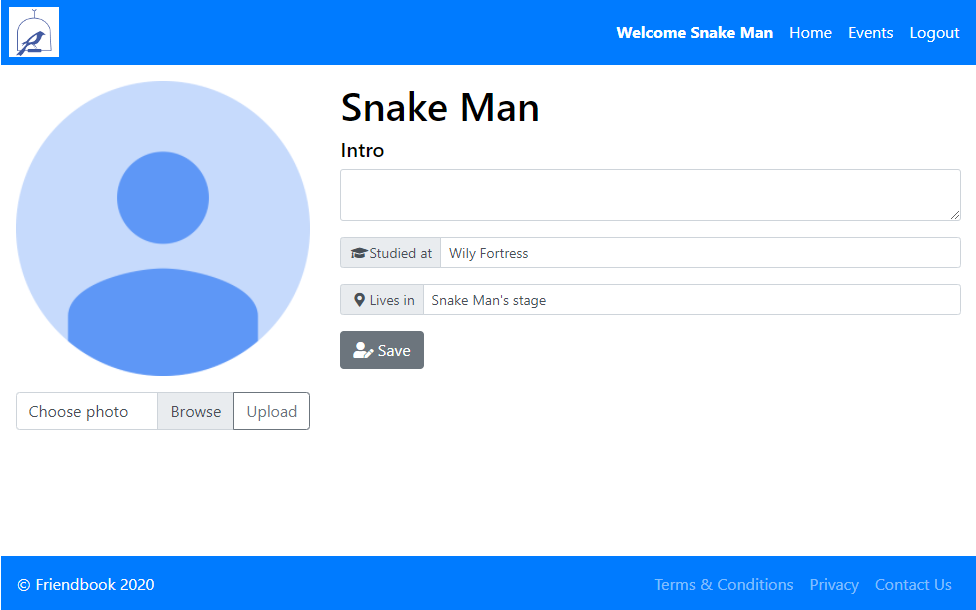 Welcome Snake Man Home Events Logout
Snake Man
Intro
Studied at Wily Fortress
Lives in Snake Man's stage
Save
Choose photo Browse Upload
© Friendbook 2020 Terms & Conditions Privacy Contact Us